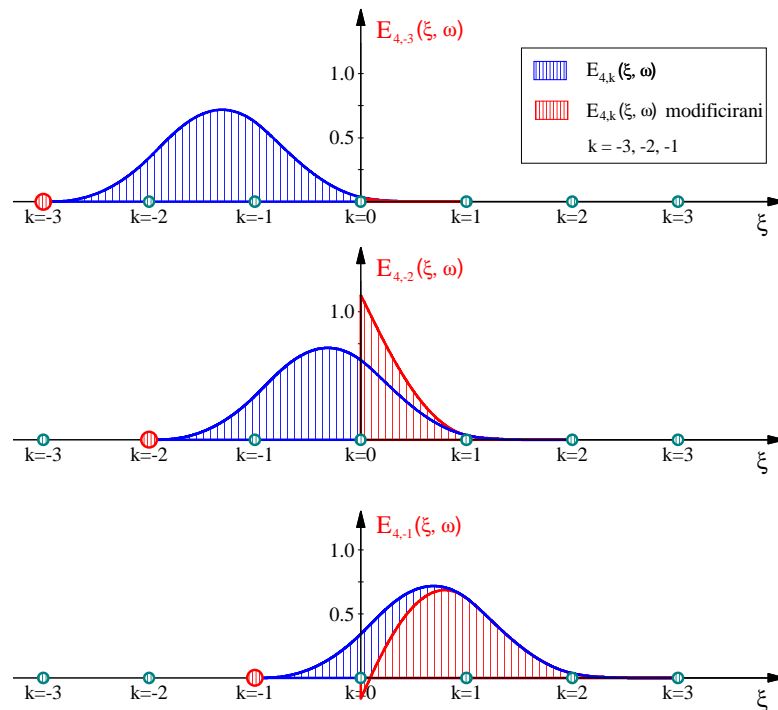 E4,-3(ξ, ω)
1.0
0.5
E4,k(ξ, ω)
E4,k(ξ, ω) modificirani
k = -3, -2, -1
k=-3 k=-2 k=-1 k=0 k=1 k=2 k=3 ξ
E4,-2(ξ, ω)
1.0
k=-3 k=-2 k=-1 k=0 k=1 k=2 k=3 ξ
E4,-1(ξ, ω)
1.0
0.5
k=-3 k=-2 k=-1 k=0 k=1 k=2 k=3 ξ